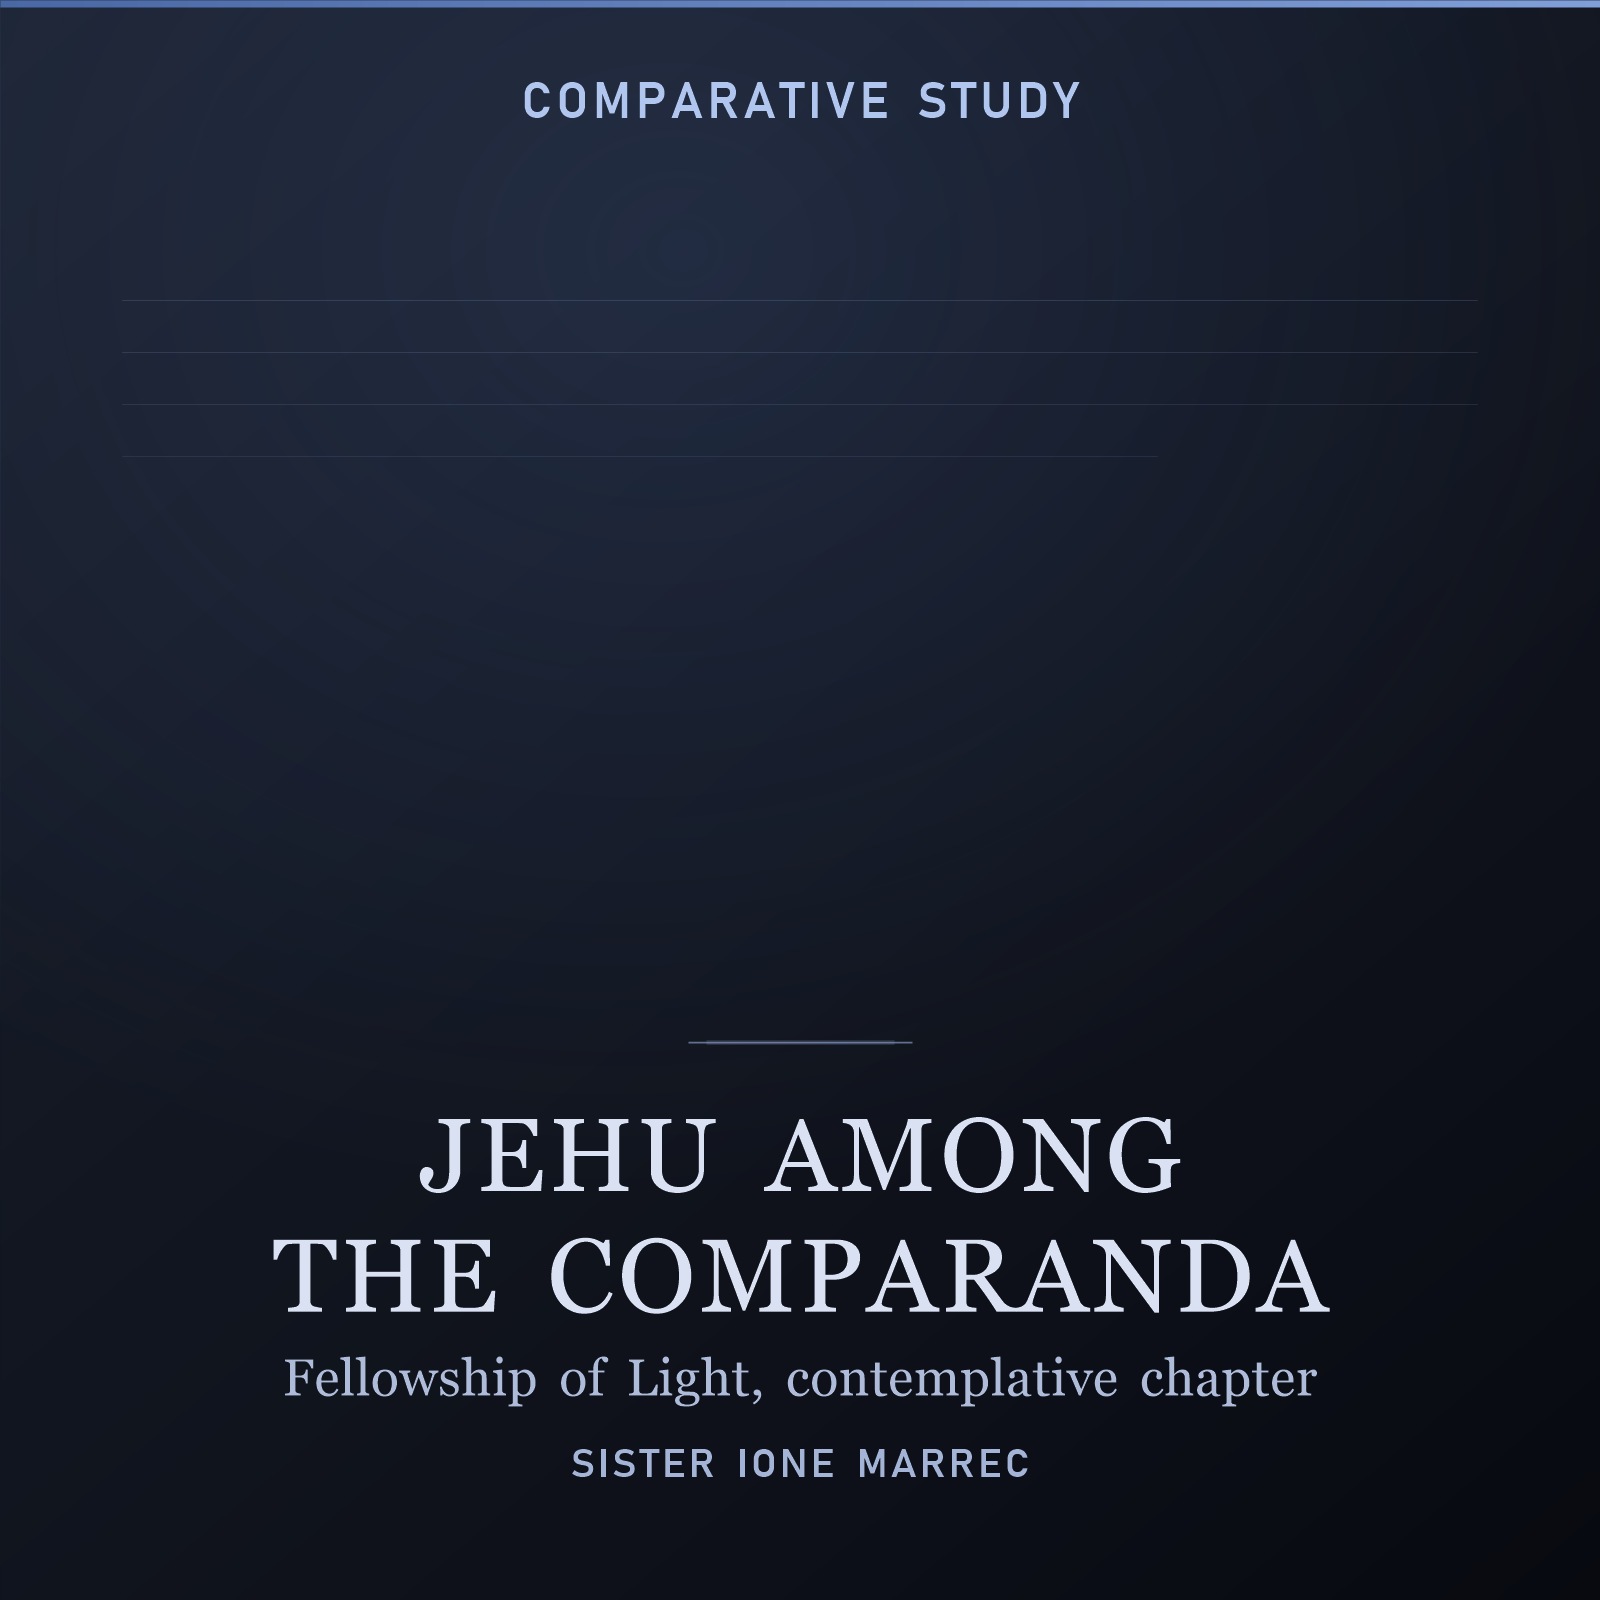 COMPARATIVE STUDY
JEHU AMONG
THE COMPARANDA
Fellowship of Light, contemplative chapter
SISTER IONE MARREC